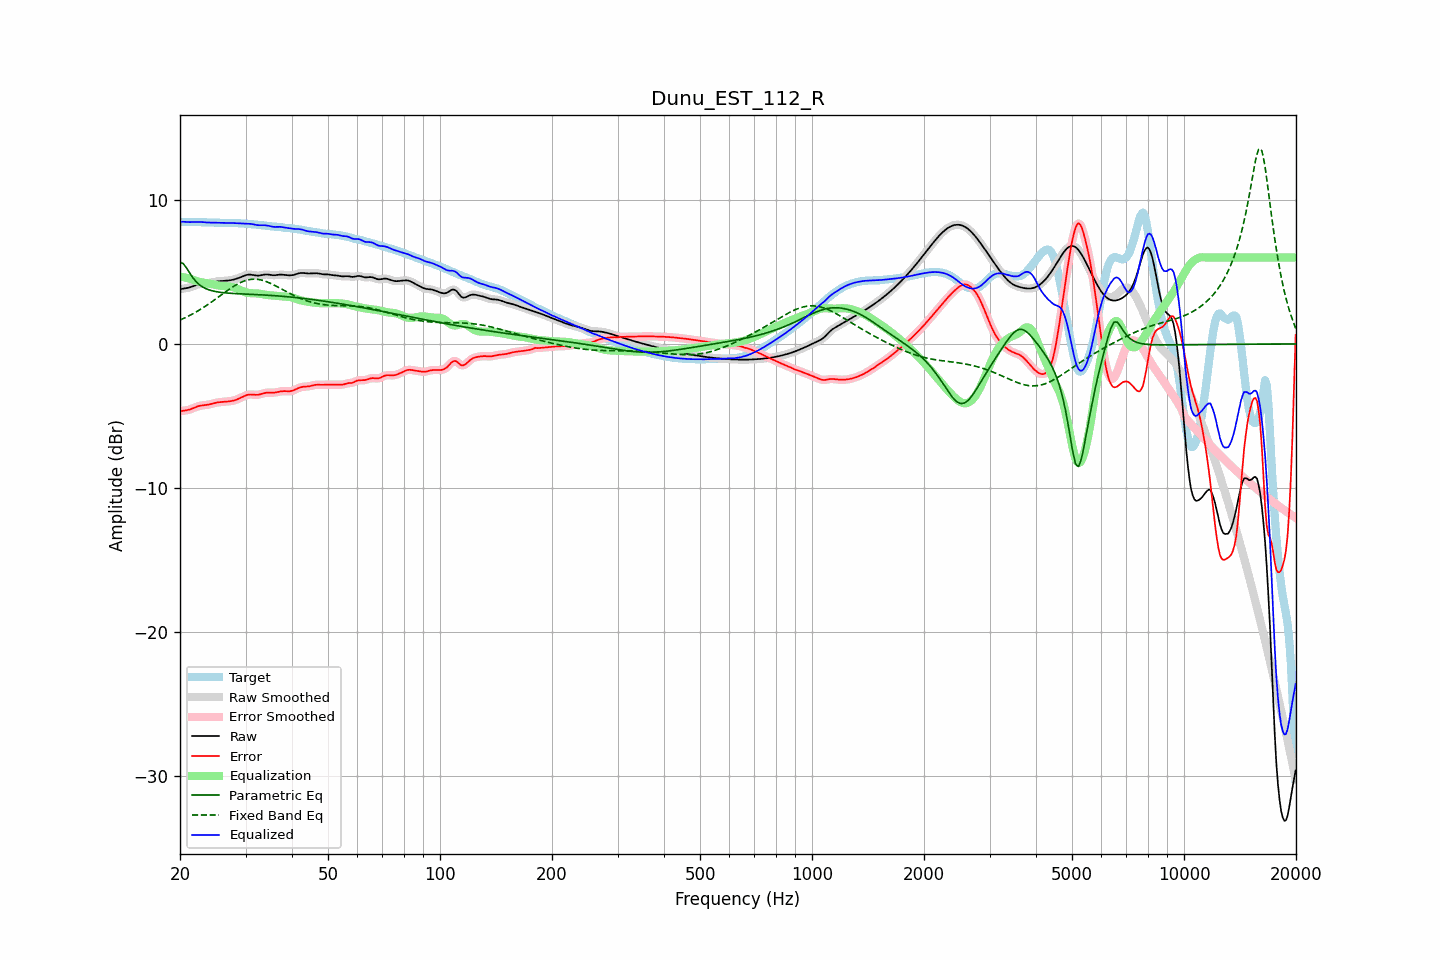 Dunu_EST_112_R
Amplitude (dBr)
10
0
−10
−20
−30
Target
Raw Smoothed
Error Smoothed
Raw
Error
Equalization
Parametric Eq
Fixed Band Eq
Equalized
20 50 100 200 500 1000 2000 5000 10000 20000
Frequency (Hz)